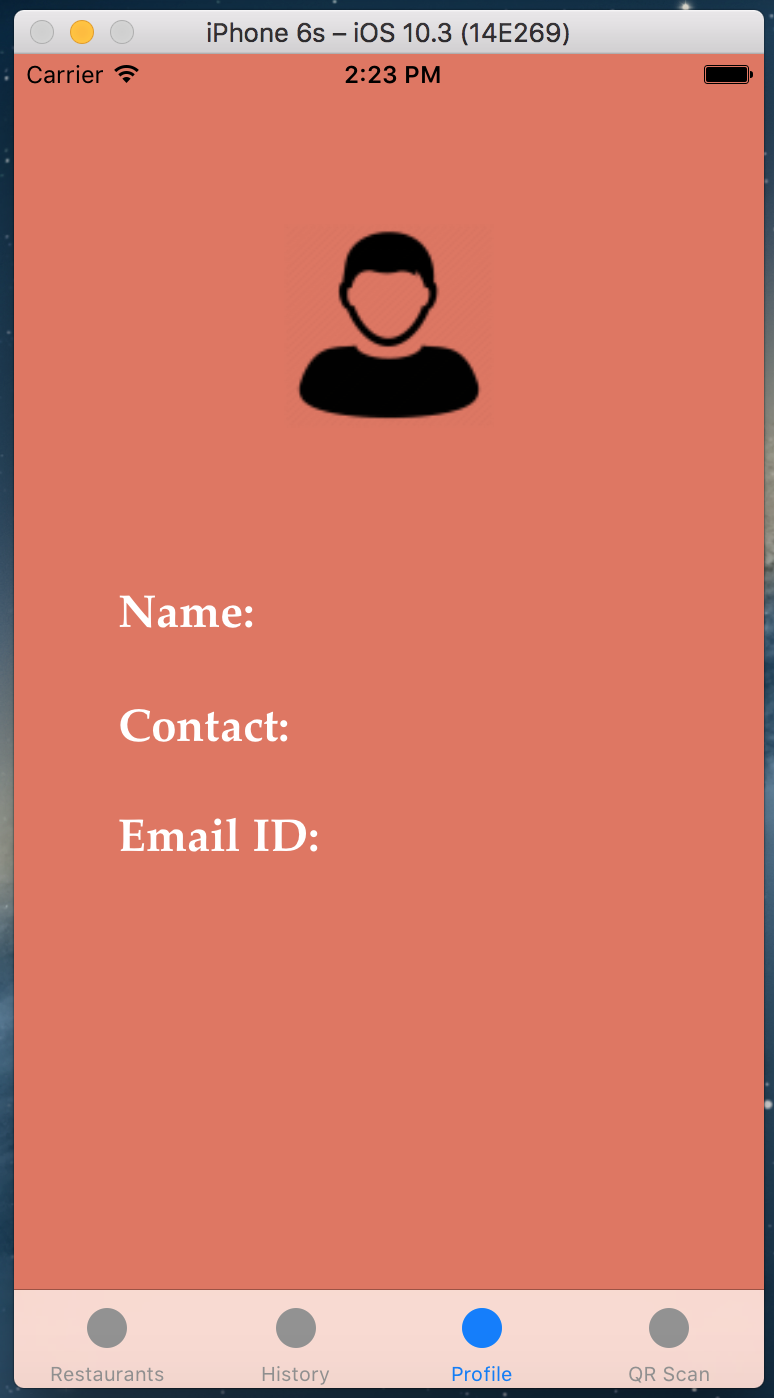 iPhone 6s – iOS 10.3 (14E269)
Carrier 2:23 PM
Name:
Contact:
Email ID:
Restaurants History Profile QR Scan